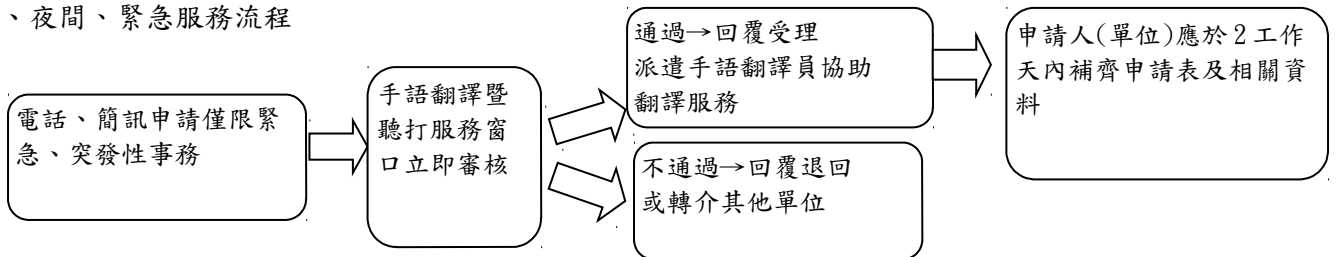 、夜間、緊急服務流程
電話、簡訊申請僅限緊
急、突發性事務
手語翻譯暨
聽打服務窗
口立即審核
通過→回覆受理
派遣手語翻譯員協助
翻譯服務
不通過→回覆退回
或轉介其他單位
申請人(單位)應於2工作
天內補齊申請表及相關資
料